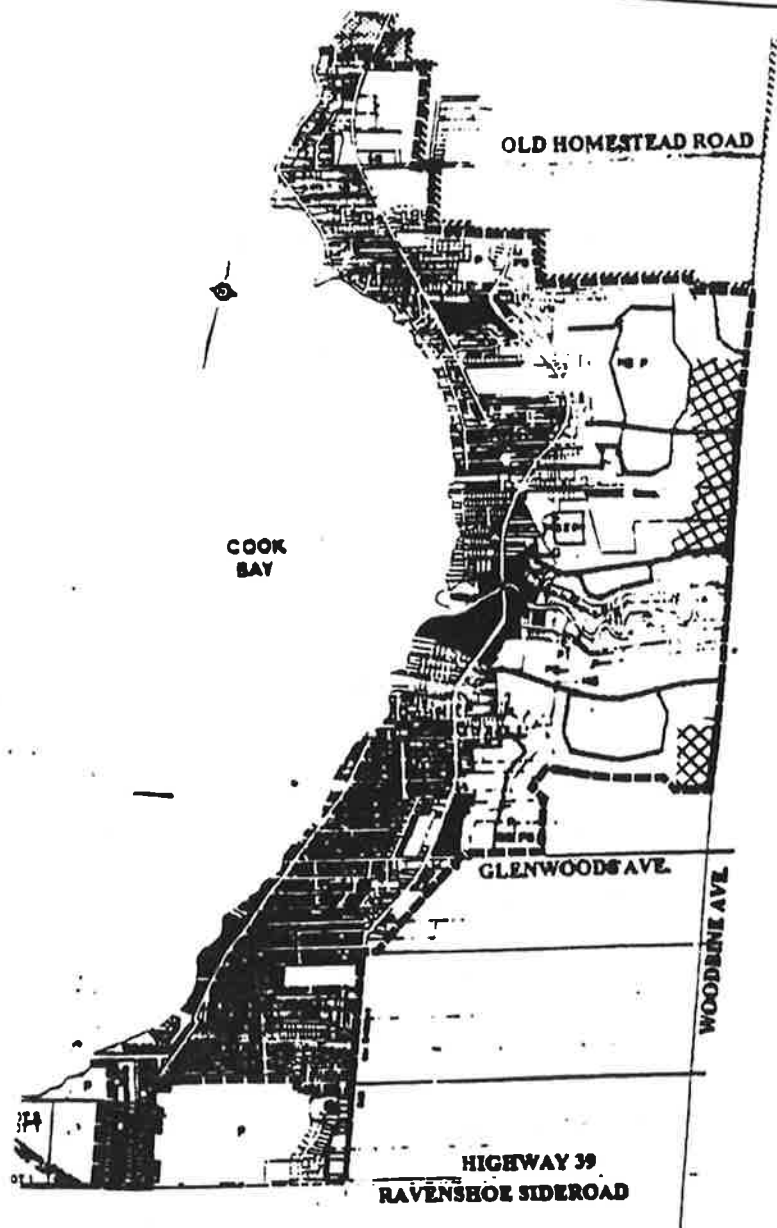 OLD HOMESTEAD ROAD
P
COOK
BAY
P
GLENWOODS AVE.
WOODBINE AVE.
P
P
HIGHWAY 39
RAVENSHOE SIDEROAD